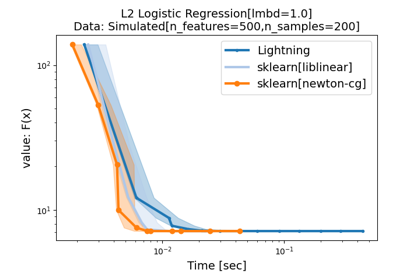 L2 Logistic Regression[lmbd=1.0]
Data: Simulated[n_features=500,n_samples=200]
Lightning
sklearn[liblinear]
sklearn[newton-cg]
value: F(x)
10²
10¹
10⁻²
10⁻¹
Time [sec]